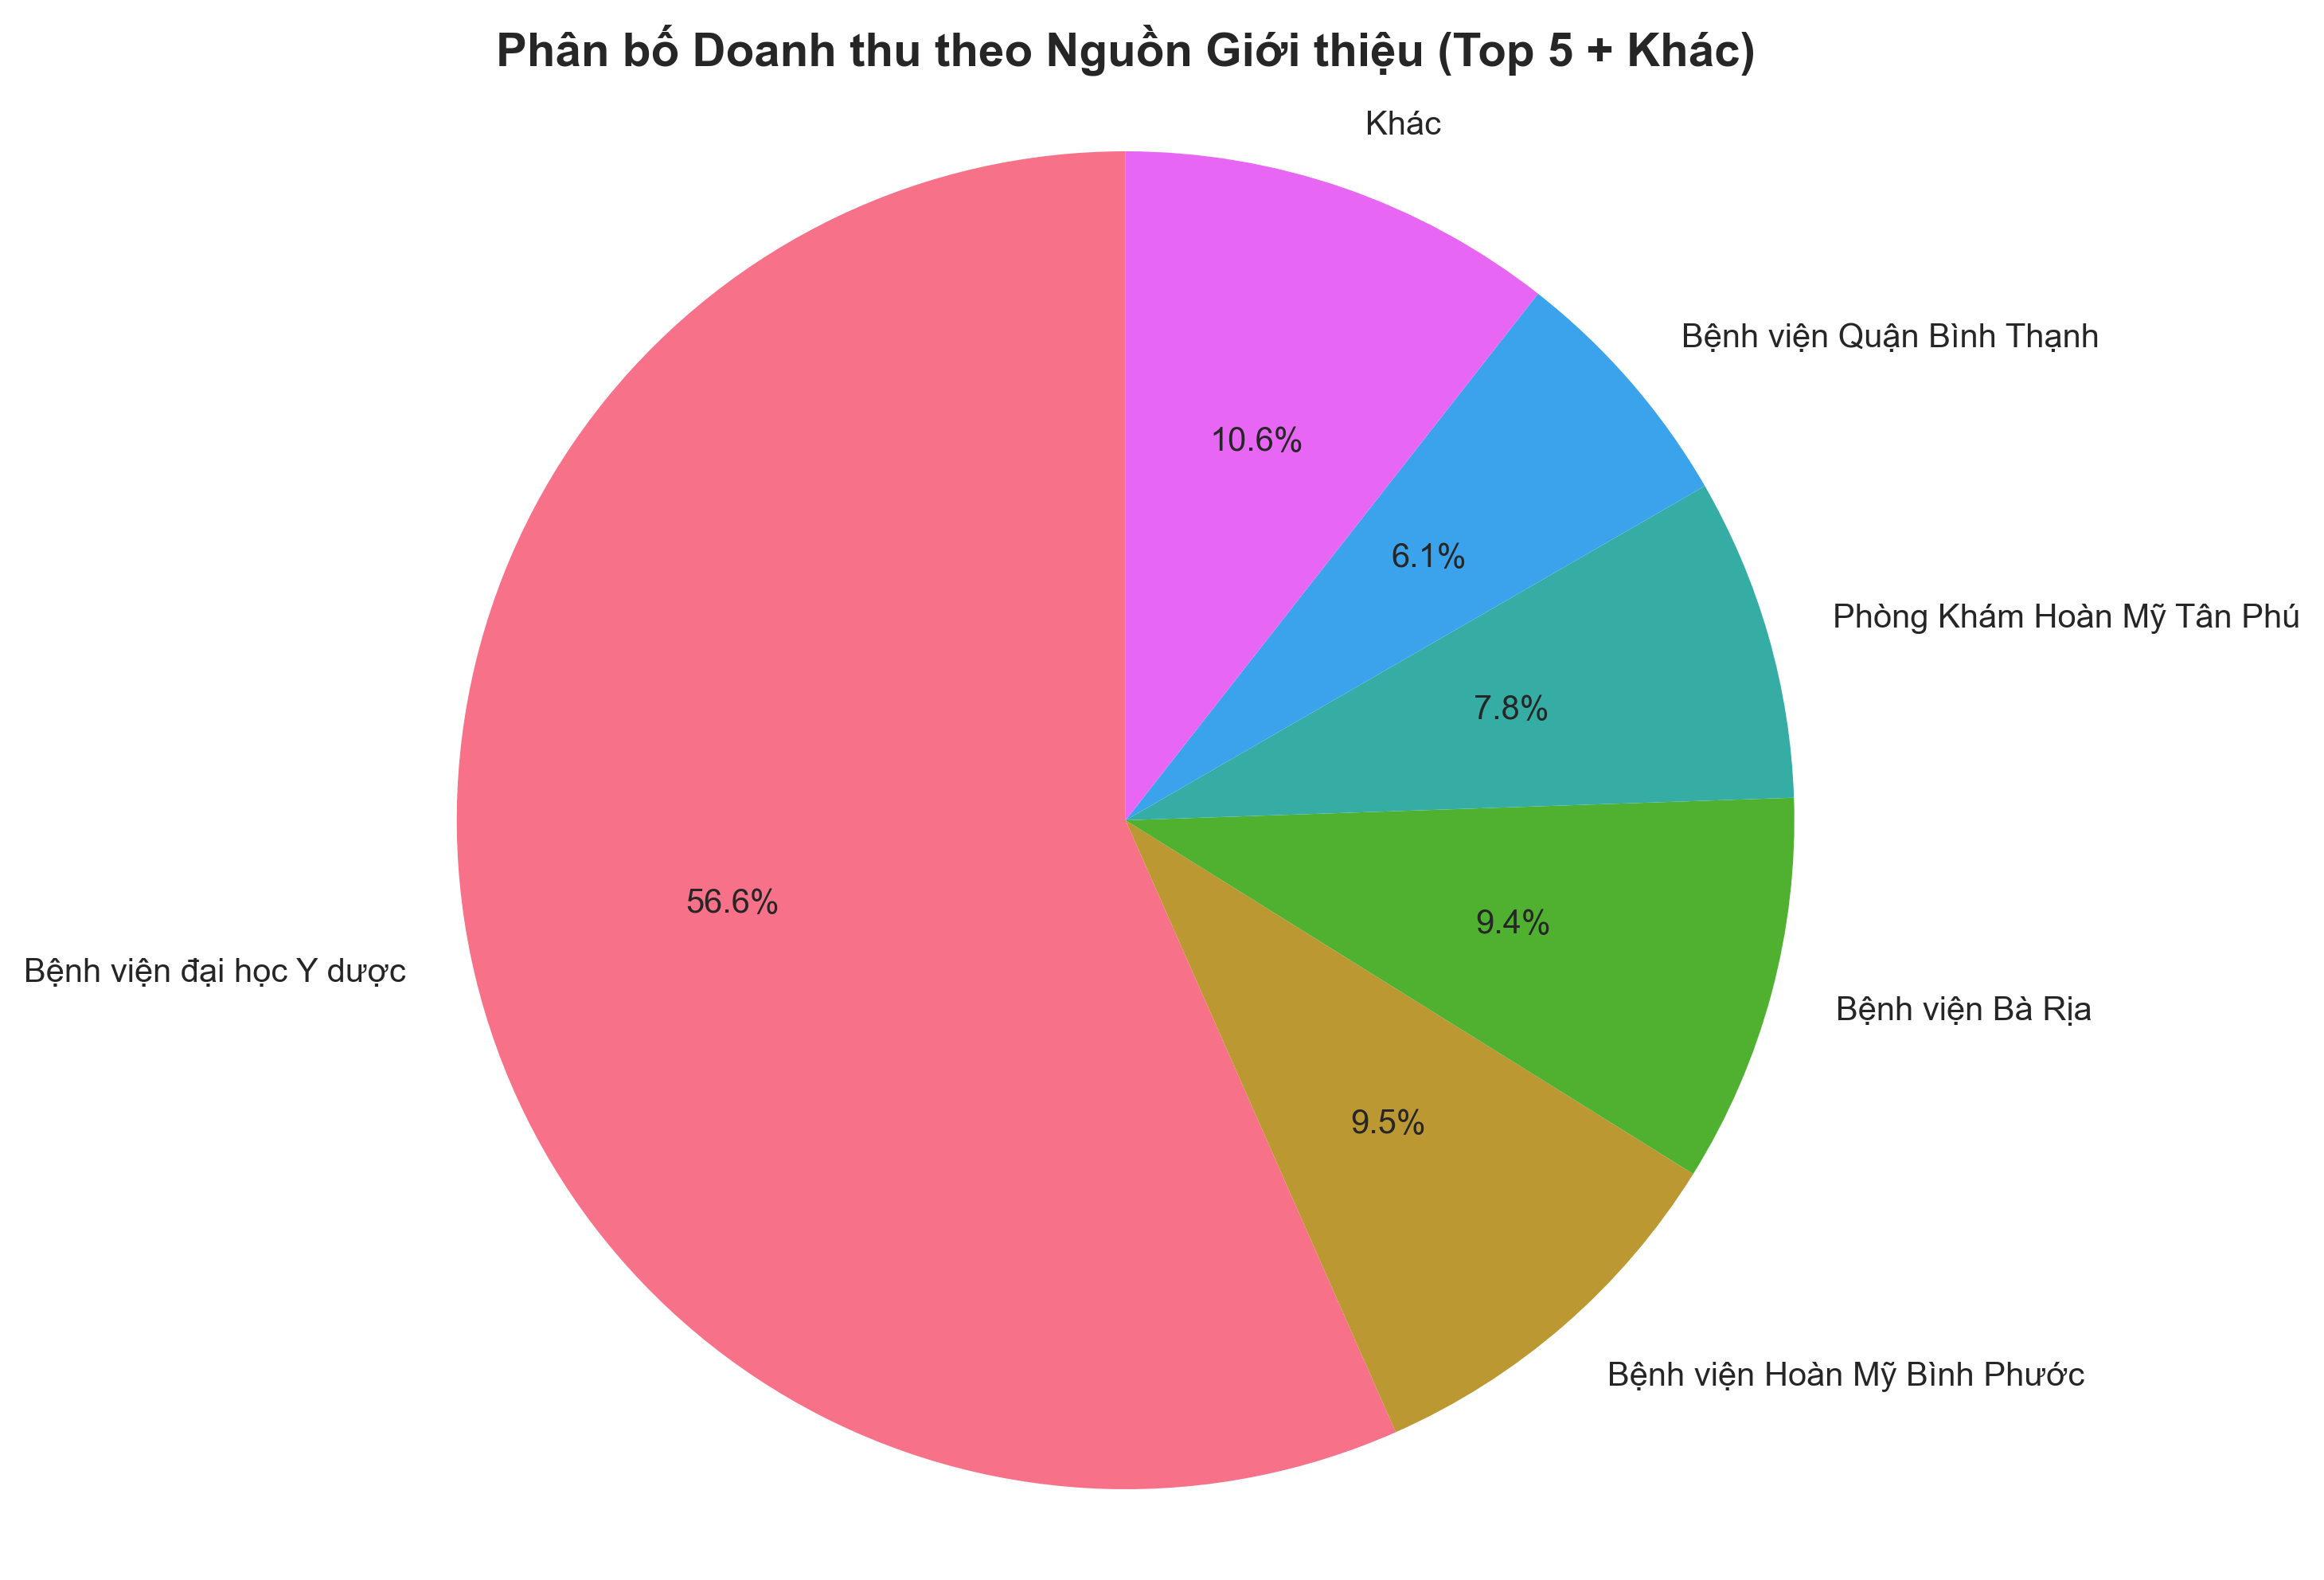 Phân bố Doanh thu theo Nguồn Giới thiệu (Top 5 + Khác)
Khác
10.6%
Bệnh viện Quận Bình Thạnh
6.1%
Phòng Khám Hoàn Mỹ Tân Phú
7.8%
Bệnh viện Bà Rịa
9.4%
Bệnh viện Hoàn Mỹ Bình Phước
9.5%
Bệnh viện đại học Y dược
56.6%